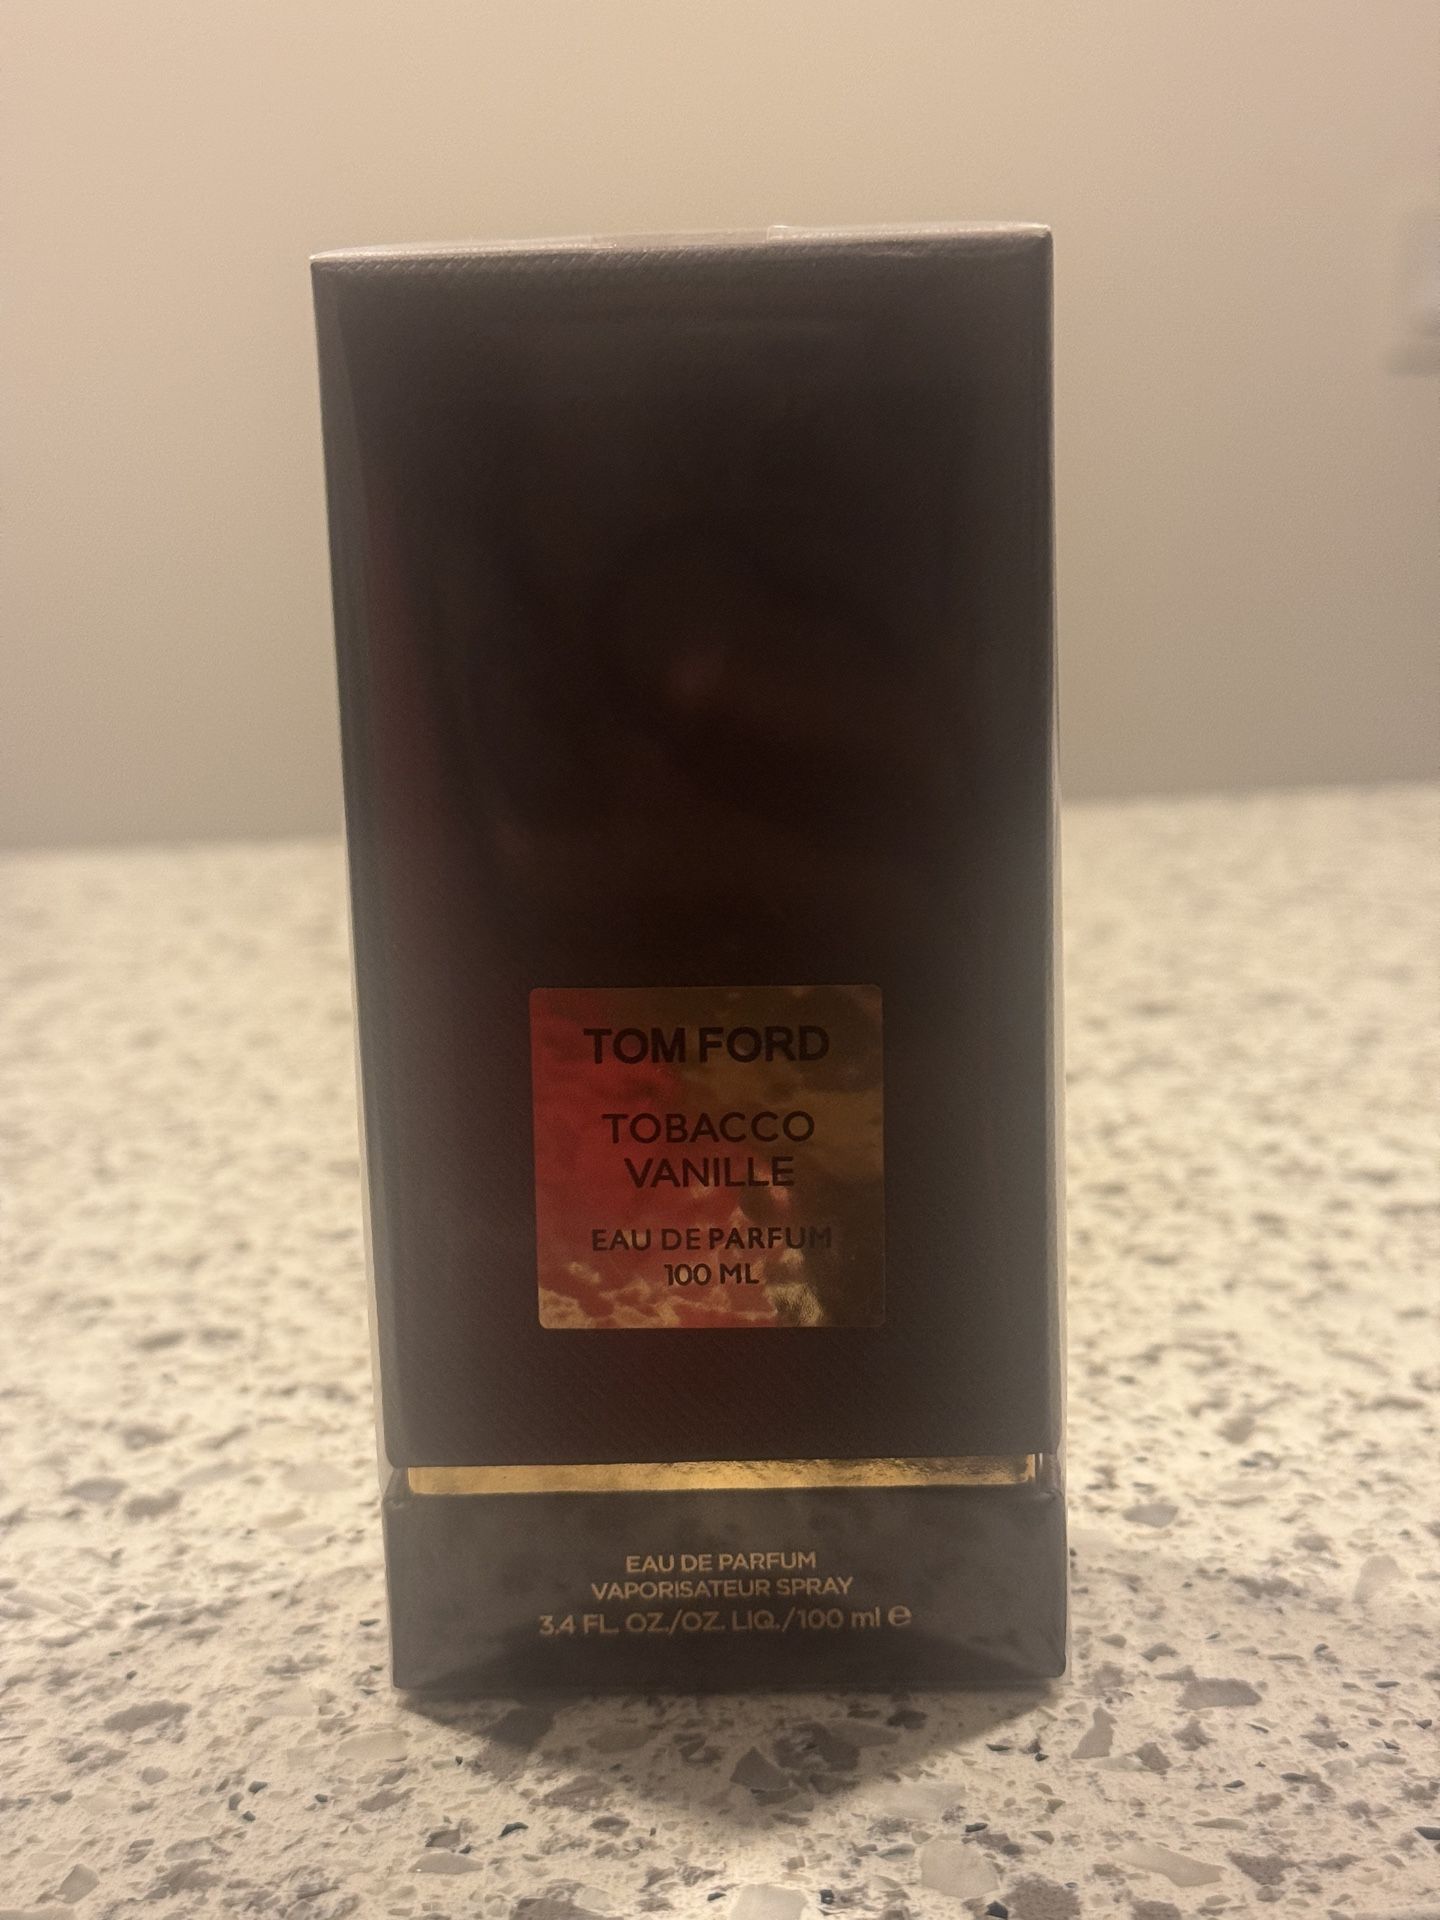 TOM FORD
TOBACCO
VANILLE
EAU DE PARFUM
100 ML
EAU DE PARFUM
VAPORISATEUR SPRAY
3.4 FL. OZ./OZ. LIQ./100 ml ℮